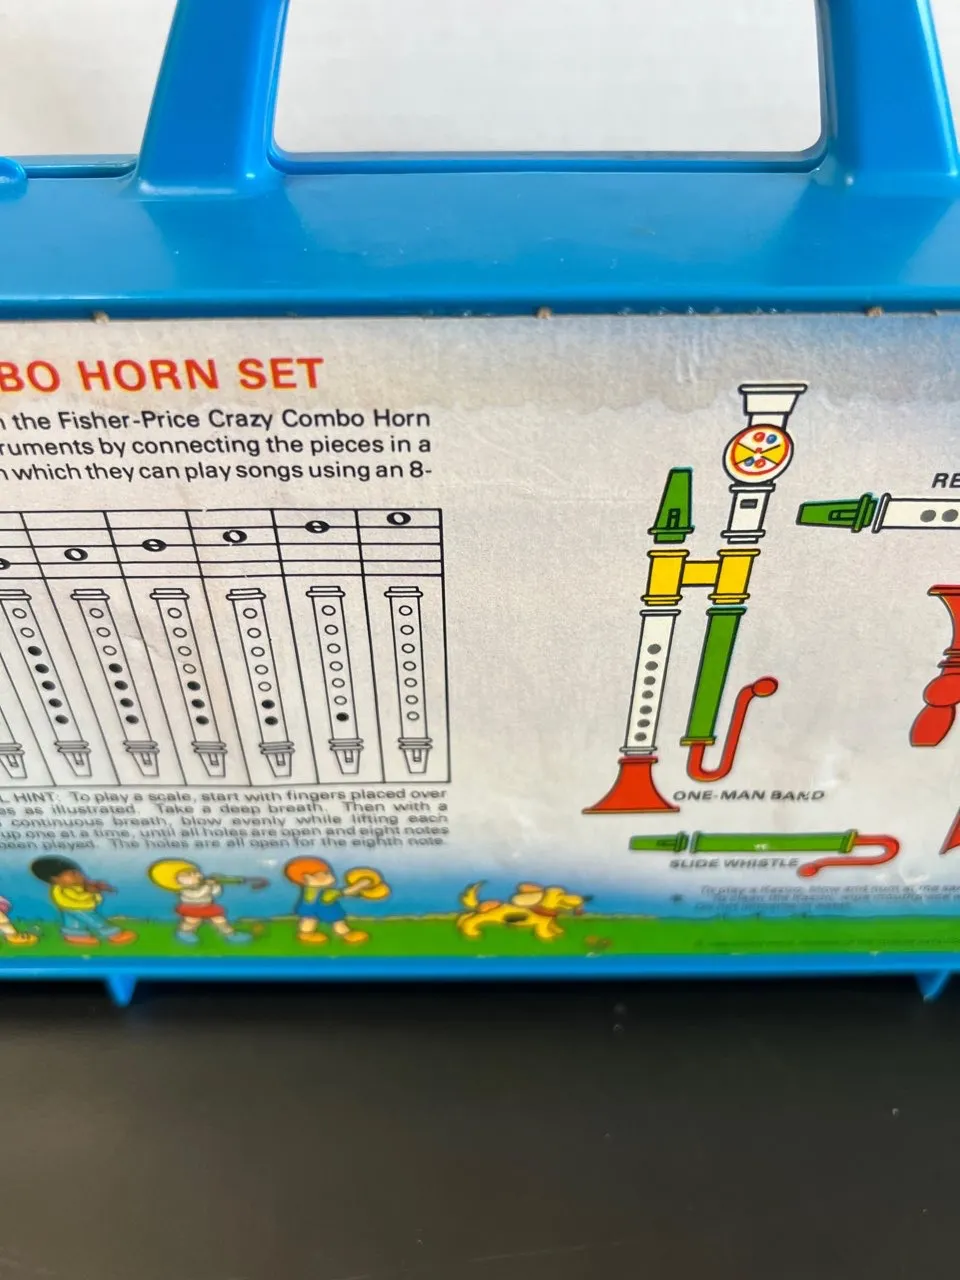 BO HORN SET
n the Fisher-Price Crazy Combo Horn
ruments by connecting the pieces in a
n which they can play songs using an 8-
RE
L HINT: To play a scale, start with fingers placed over
as as illustrated. Take a deep breath. Then with a
continuous breath, blow evenly while lifting each
up one at a time, until all holes are open and eight notes
been played. The holes are all open for the eighth note.
ONE-MAN BAND
SLIDE WHISTLE